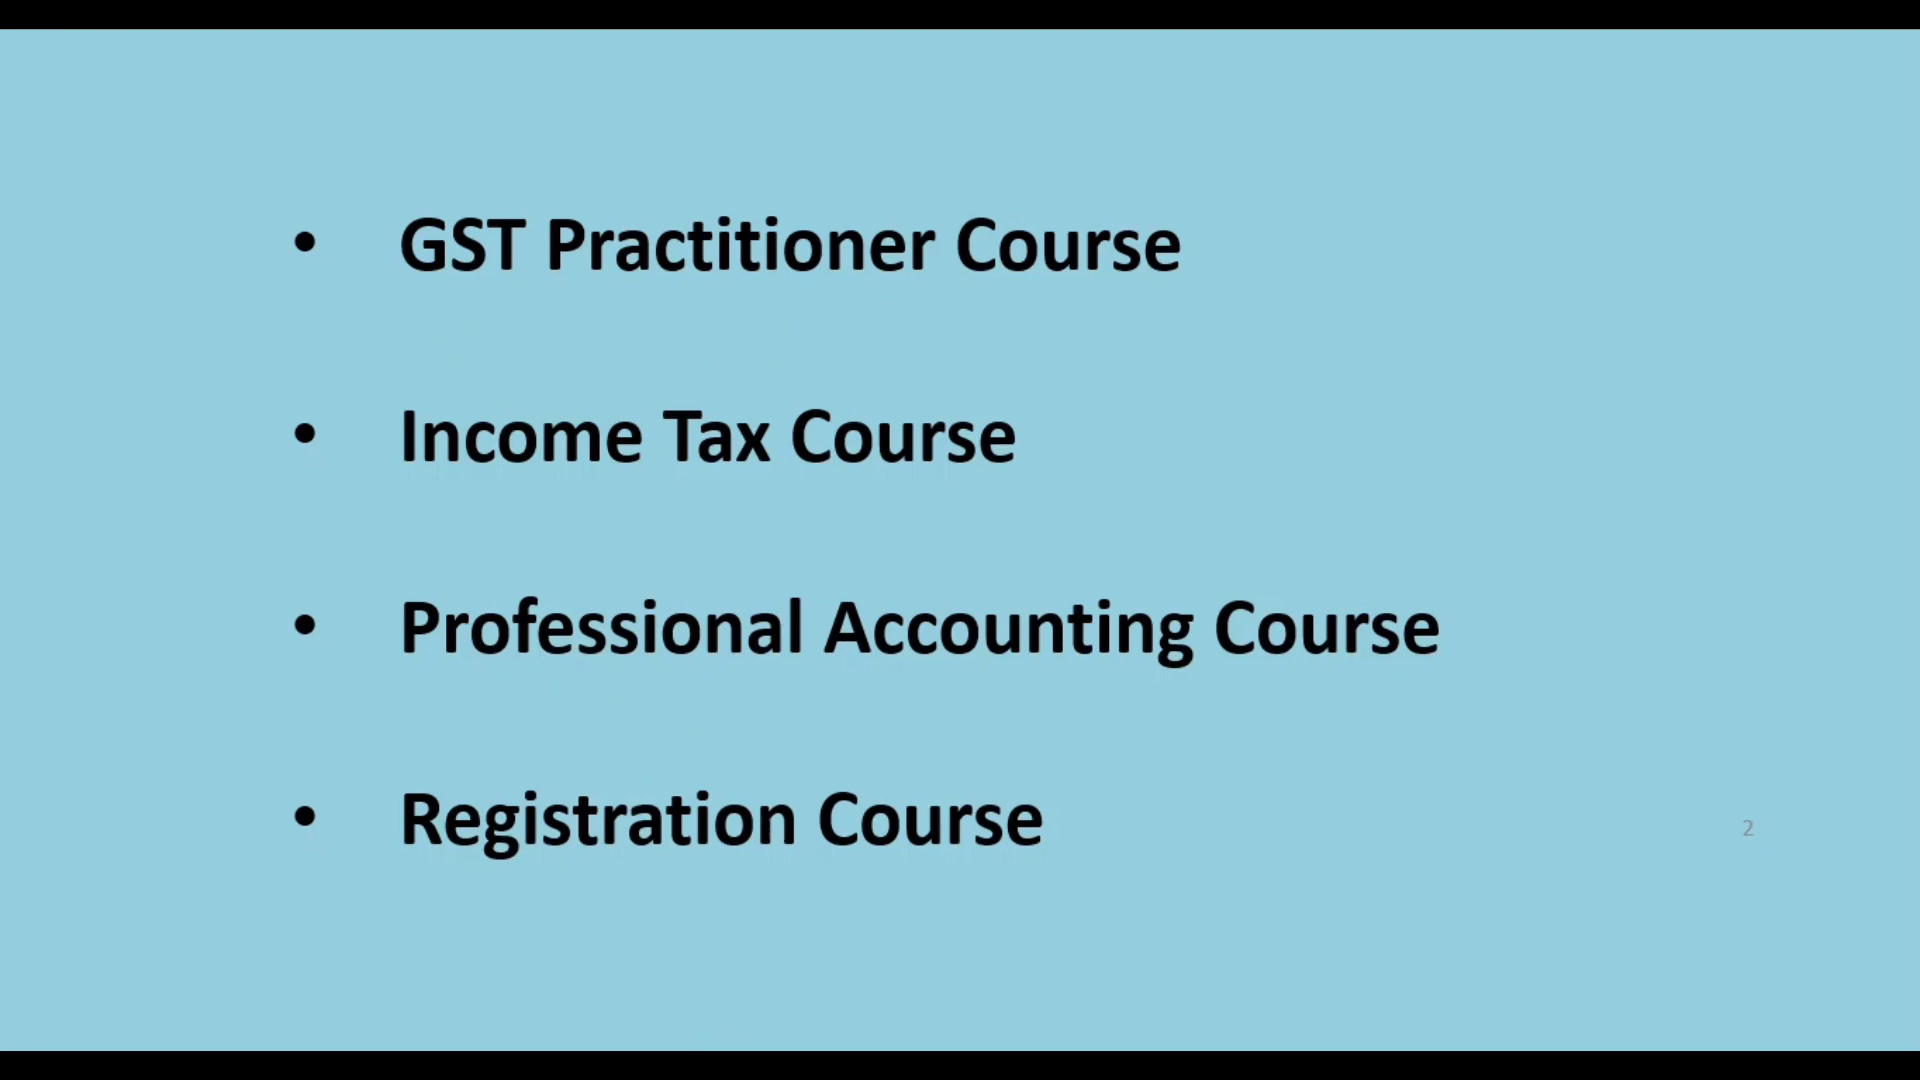 • GST Practitioner Course
• Income Tax Course
• Professional Accounting Course
• Registration Course
2